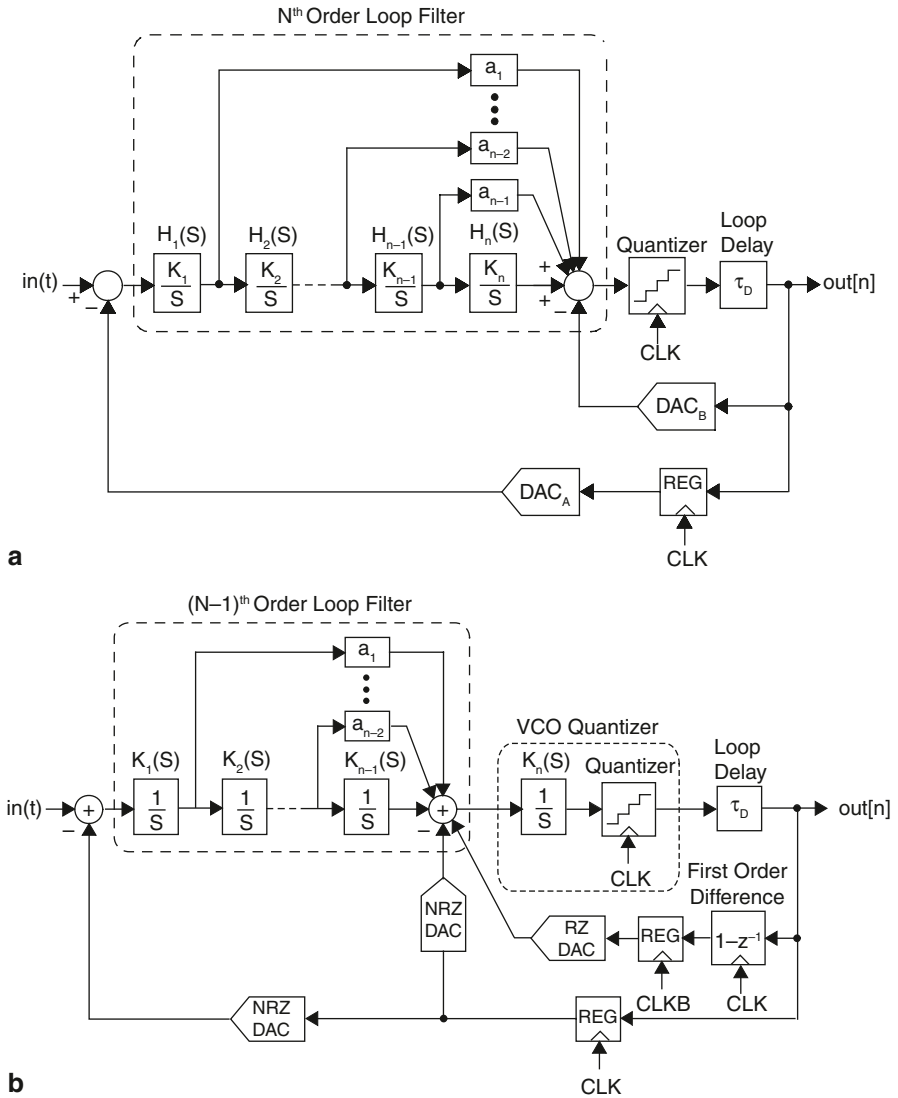 Nth Order Loop Filter
a1
an–2
an–1
H1(S)
H2(S)
Hn–1(S)
Hn(S)
Quantizer
Loop
Delay
in(t)
+
–
K1
S
K2
S
Kn–1
S
Kn
S
+
+
–
τD
out[n]
CLK
DACB
DACA
REG
CLK
a
(N–1)th Order Loop Filter
a1
an–2
VCO Quantizer
K1(S)
K2(S)
Kn–1(S)
Kn(S)
Quantizer
Loop
Delay
in(t)
+
–
1
S
1
S
1
S
+
–
1
S
τD
out[n]
CLK
First Order
Difference
NRZ
DAC
RZ
DAC
REG
1–z–1
CLKB
CLK
NRZ
DAC
REG
CLK
b